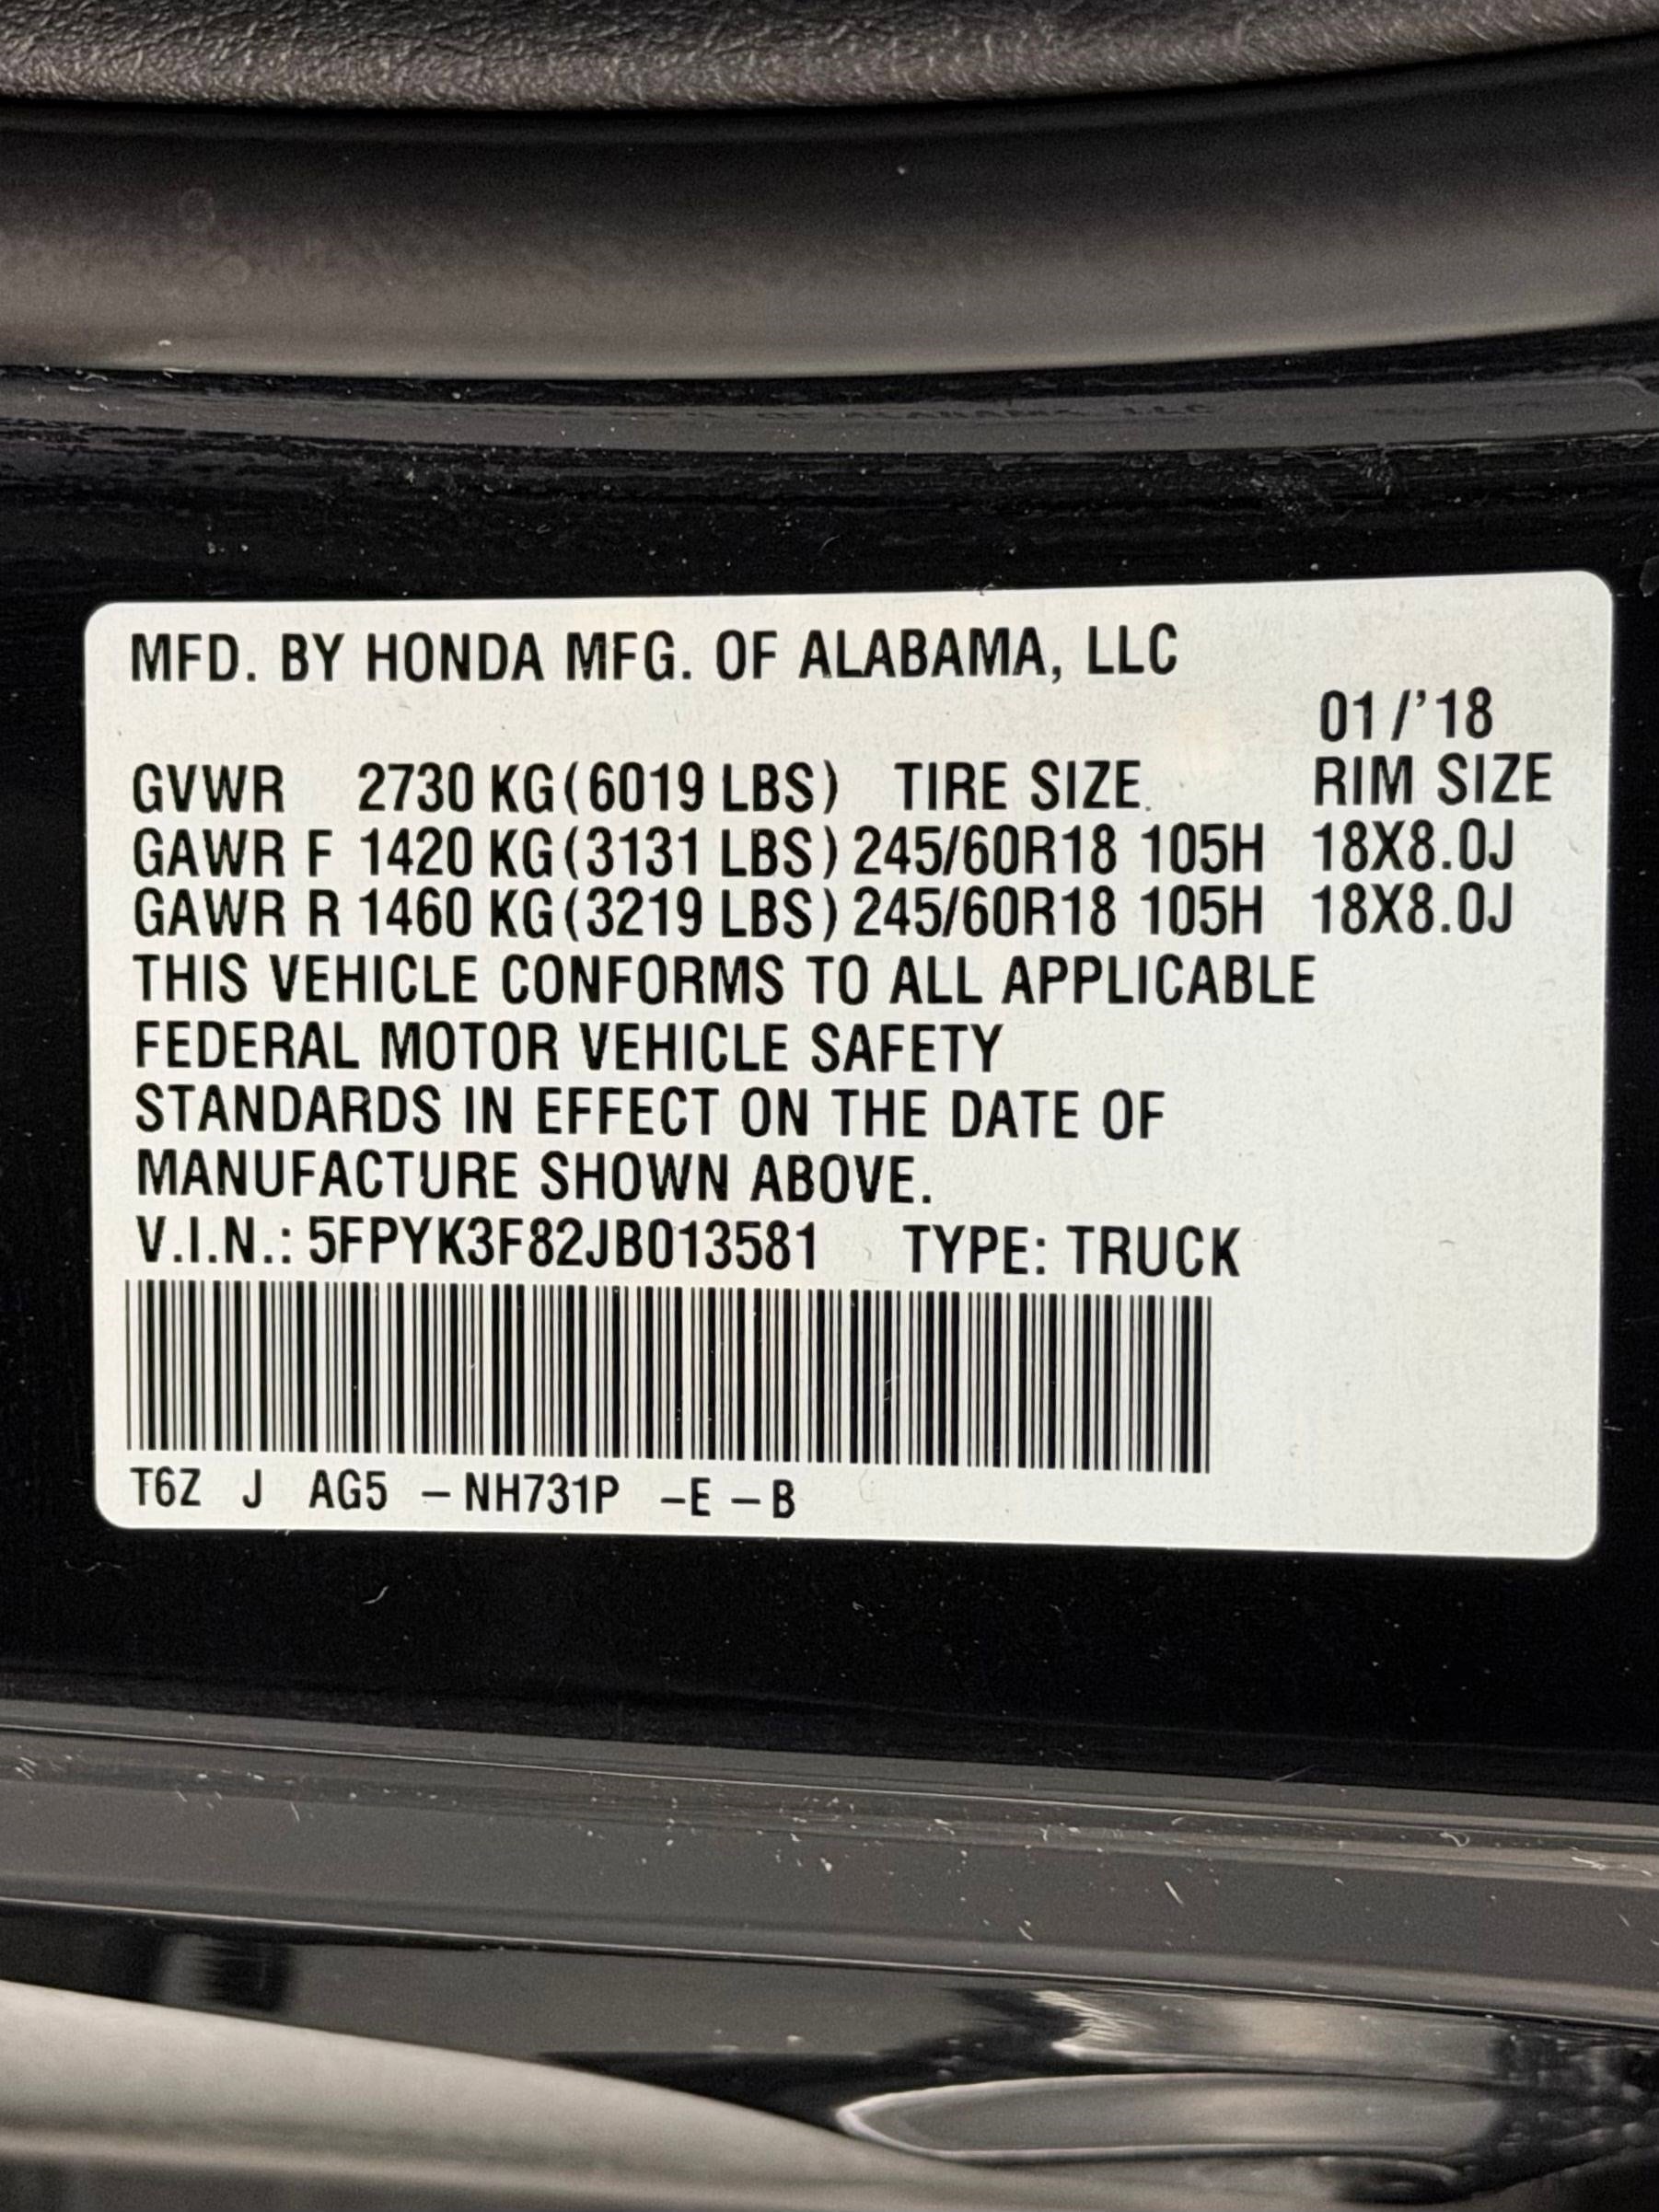 MFD. BY HONDA MFG. OF ALABAMA, LLC
01/'18
GVWR 2730 KG(6019 LBS) TIRE SIZE RIM SIZE
GAWR F 1420 KG(3131 LBS) 245/60R18 105H 18X8.0J
GAWR R 1460 KG(3219 LBS) 245/60R18 105H 18X8.0J
THIS VEHICLE CONFORMS TO ALL APPLICABLE
FEDERAL MOTOR VEHICLE SAFETY
STANDARDS IN EFFECT ON THE DATE OF
MANUFACTURE SHOWN ABOVE.
V.I.N.: 5FPYK3F82JB013581 TYPE: TRUCK
T6Z J AG5 – NH731P –E – B